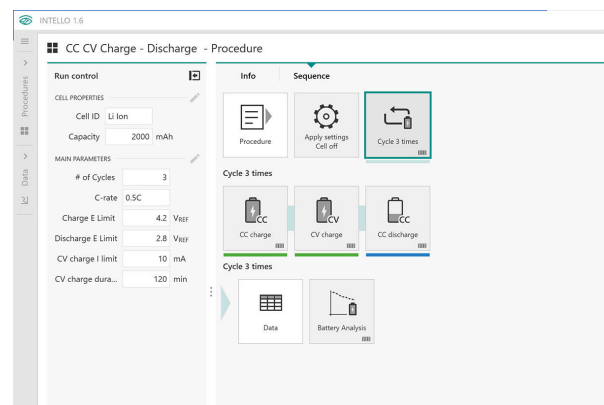 INTELLO 1.6
CC CV Charge - Discharge - Procedure
Procedures
Data
Run control
CELL PROPERTIES
Cell ID Li Ion
Capacity 2000 mAh
MAIN PARAMETERS
# of Cycles 3
C-rate 0.5C
Charge E Limit 4.2 VREF
Discharge E Limit 2.8 VREF
CV charge I limit 10 mA
CV charge dura... 120 min
Info Sequence
Procedure
Apply settings
Cell off
Cycle 3 times
Cycle 3 times
CC
CC charge
CV
CV charge
CC
CC discharge
Cycle 3 times
Data
Battery Analysis